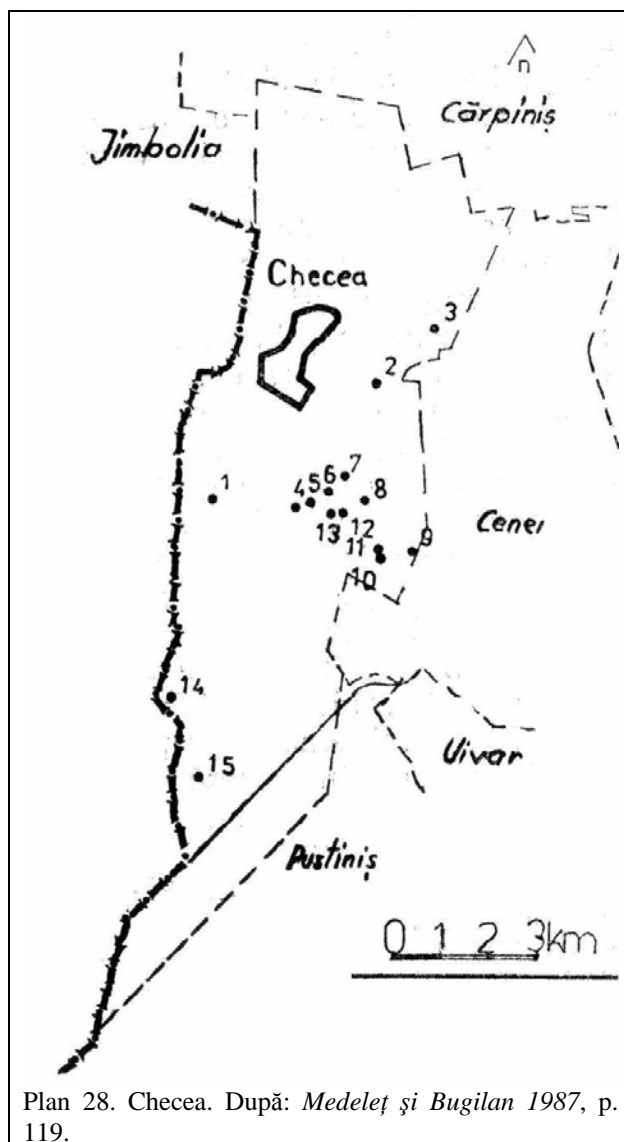 n
Cărpiniș
Jimbolia
Checea
3
2
7
6
1
4 5
8
13
12
11
9
Cenei
10
14
Uivar
15
Pustiniș
0 1 2 3km
Plan 28. Checea. După: Medeleț şi Bugilan 1987, p.
119.